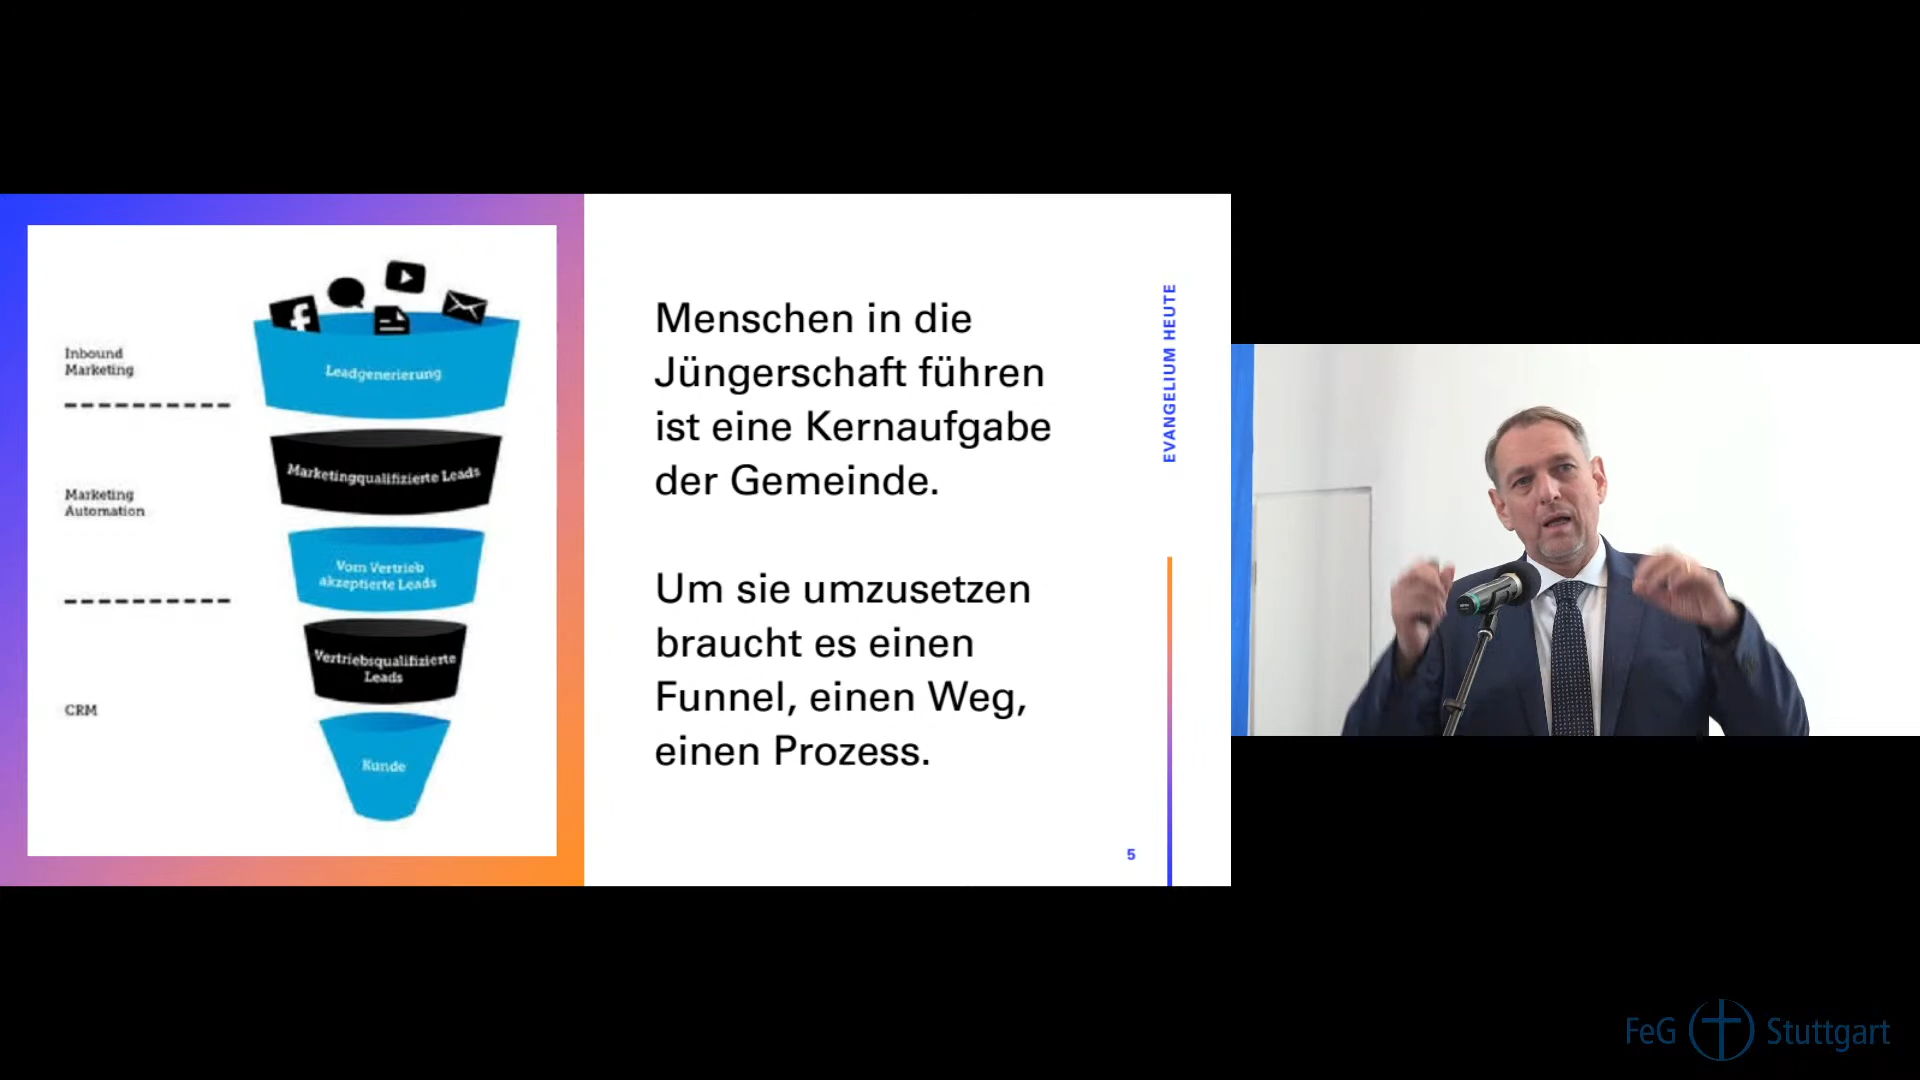 Inbound
Marketing
Marketing
Automation
CRM
Leadgenerierung
Marketingqualifizierte Leads
Vom Vertrieb
akzeptierte Leads
Vertriebsqualifizierte
Leads
Kunde
Menschen in die
Jüngerschaft führen
ist eine Kernaufgabe
der Gemeinde.
Um sie umzusetzen
braucht es einen
Funnel, einen Weg,
einen Prozess.
EVANGELIUM HEUTE
5
FeG Stuttgart